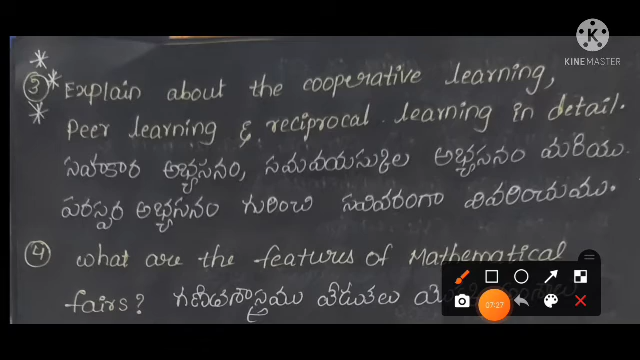 KINEMASTER
③ Explain about the cooperative learning,
Peer learning & reciprocal learning in detail.
సహకార అభ్యసనం, సమవయస్కుల అభ్యసనం మరియు
పరస్పర అభ్యసనం గురించి సవివరంగా వివరించుము.
④ What are the features of Mathematical
fairs? గణితశాస్త్రము వేడుకలు
07:27